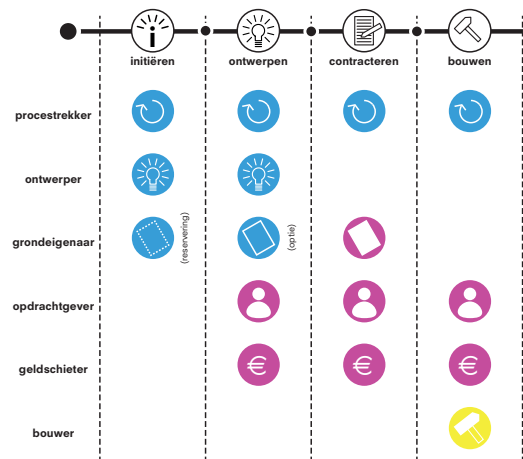 initiëren
ontwerpen
contracteren
bouwen
procestrekker
ontwerper
grondeigenaar
(reservering)
(optie)
opdrachtgever
geldschieter
€
€
€
bouwer